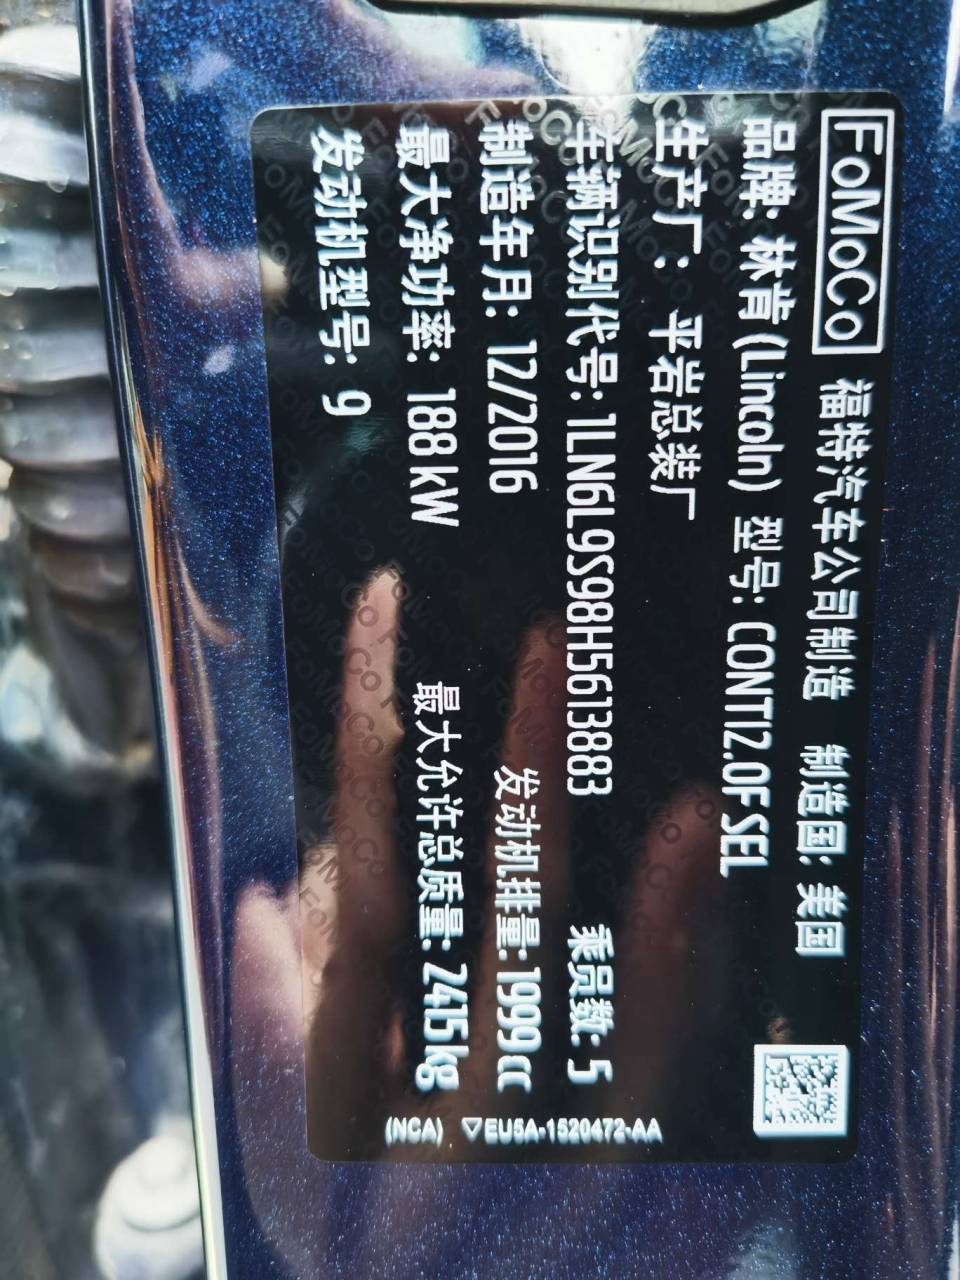 FoMoCo 福特汽车公司制造 制造国: 美国
品牌: 林肯(Lincoln) 型号: CONTI2.0F SEL
生产厂: 平岩总装厂
车辆识别代号: 1LN6L9S98H5613883 乘员数: 5
制造年月: 12/2016 发动机排量: 1999cc
最大净功率: 188kW 最大允许总质量: 2415kg
发动机型号: 9
(NCA) ▽EU5A-1520472-AA